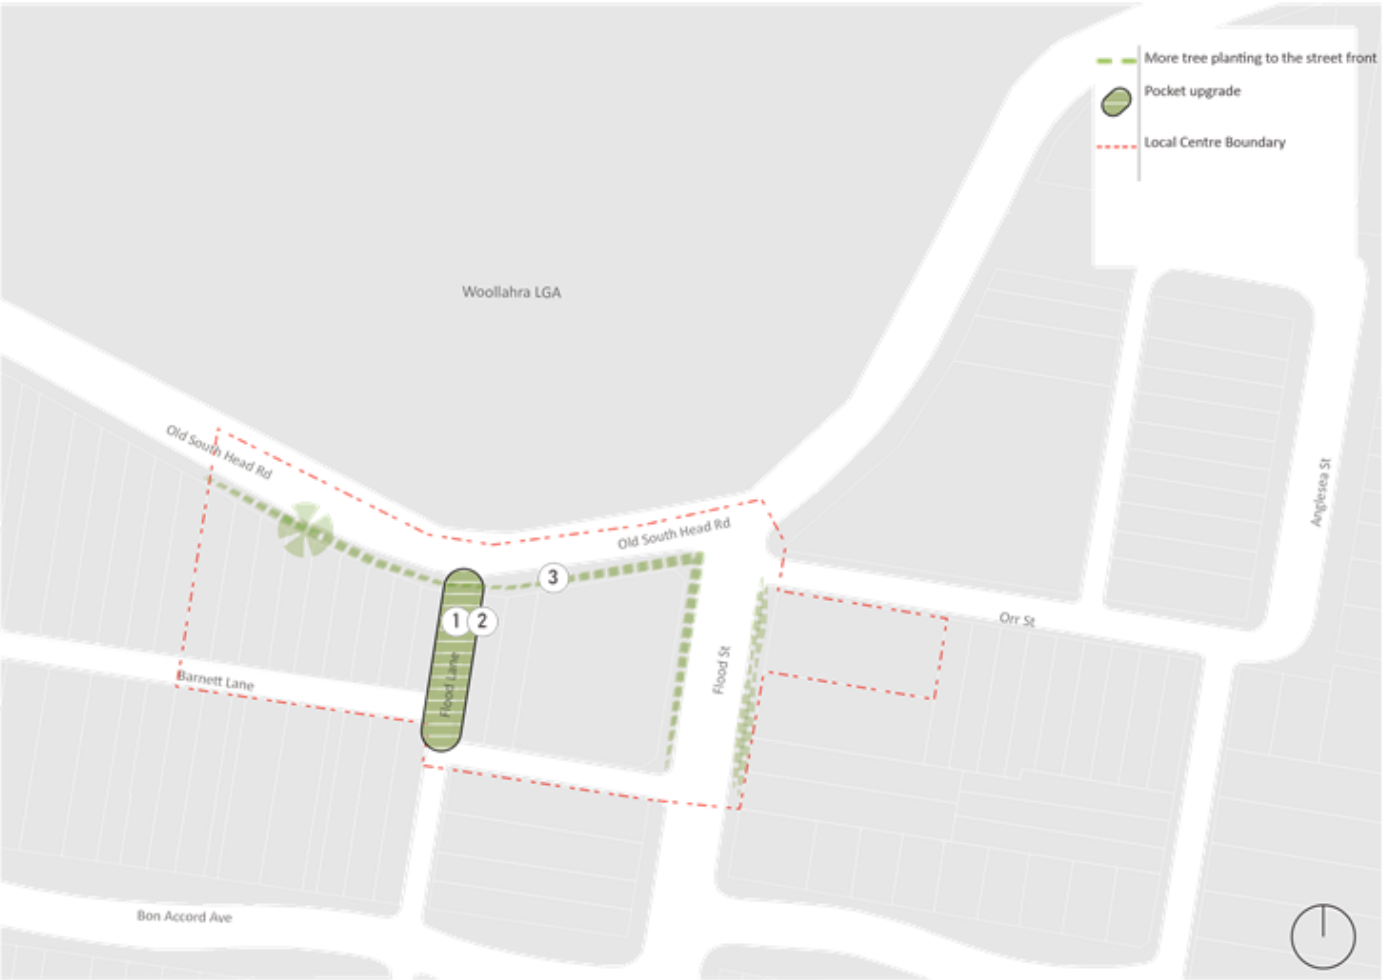 More tree planting to the street front
Pocket upgrade
Local Centre Boundary
Woollahra LGA
Old South Head Rd
Old South Head Rd
Anglesea St
3
1
2
Orr St
Flood St
Flood Lane
Barnett Lane
Bon Accord Ave